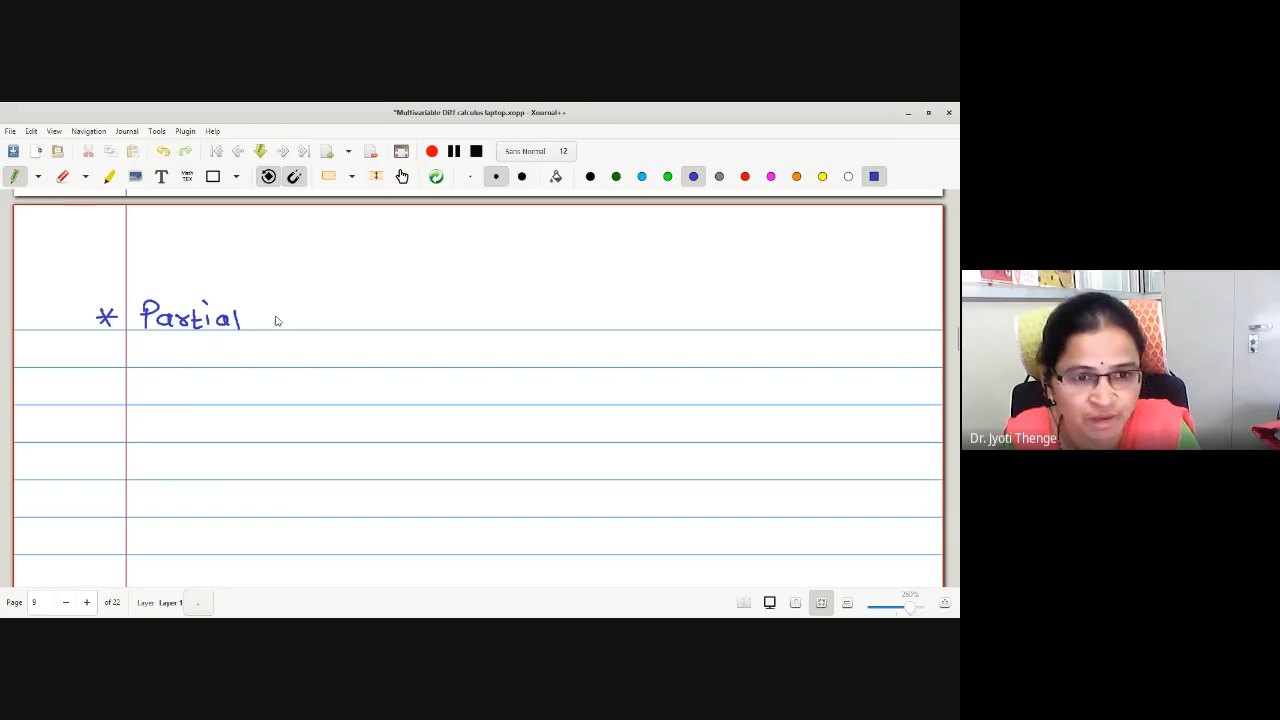 *Multivariable Diff calculus laptop.xopp - Xournal++
File Edit View Navigation Journal Tools Plugin Help
Sans Normal 12
* Partial
Dr. Jyoti Thenge
Page 9 of 22 Layer Layer 1
260%